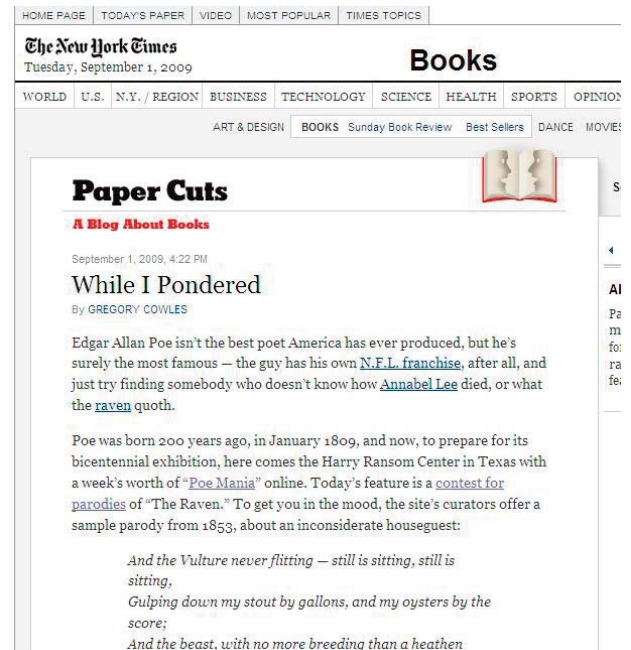 HOME PAGE TODAY'S PAPER VIDEO MOST POPULAR TIMES TOPICS
The New York Times
Tuesday, September 1, 2009
Books
WORLD U.S. N.Y. / REGION BUSINESS TECHNOLOGY SCIENCE HEALTH SPORTS OPINION
ART & DESIGN BOOKS Sunday Book Review Best Sellers DANCE MOVIES
Paper Cuts
A Blog About Books
September 1, 2009, 4:22 PM
While I Pondered
By GREGORY COWLES
Edgar Allan Poe isn't the best poet America has ever produced, but he's
surely the most famous — the guy has his own N.F.L. franchise, after all, and
just try finding somebody who doesn't know how Annabel Lee died, or what
the raven quoth.
Poe was born 200 years ago, in January 1809, and now, to prepare for its
bicentennial exhibition, here comes the Harry Ransom Center in Texas with
a week's worth of "Poe Mania" online. Today's feature is a contest for
parodies of "The Raven." To get you in the mood, the site's curators offer a
sample parody from 1853, about an inconsiderate houseguest:
And the Vulture never flitting — still is sitting, still is
sitting,
Gulping down my stout by gallons, and my oysters by the
score;
And the beast, with no more breeding than a heathen